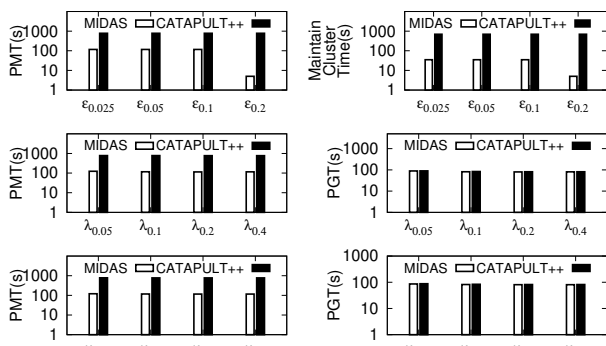 MIDAS CATAPULT++
PMT(s)
1000
100
10
1
ε0.025 ε0.05 ε0.1 ε0.2
MIDAS CATAPULT++
Maintain
Cluster
Time(s)
1000
100
10
1
ε0.025 ε0.05 ε0.1 ε0.2
MIDAS CATAPULT++
PMT(s)
1000
100
10
1
λ0.05 λ0.1 λ0.2 λ0.4
MIDAS CATAPULT++
PGT(s)
1000
100
10
1
λ0.05 λ0.1 λ0.2 λ0.4
MIDAS CATAPULT++
PMT(s)
1000
100
10
1
MIDAS CATAPULT++
PGT(s)
1000
100
10
1